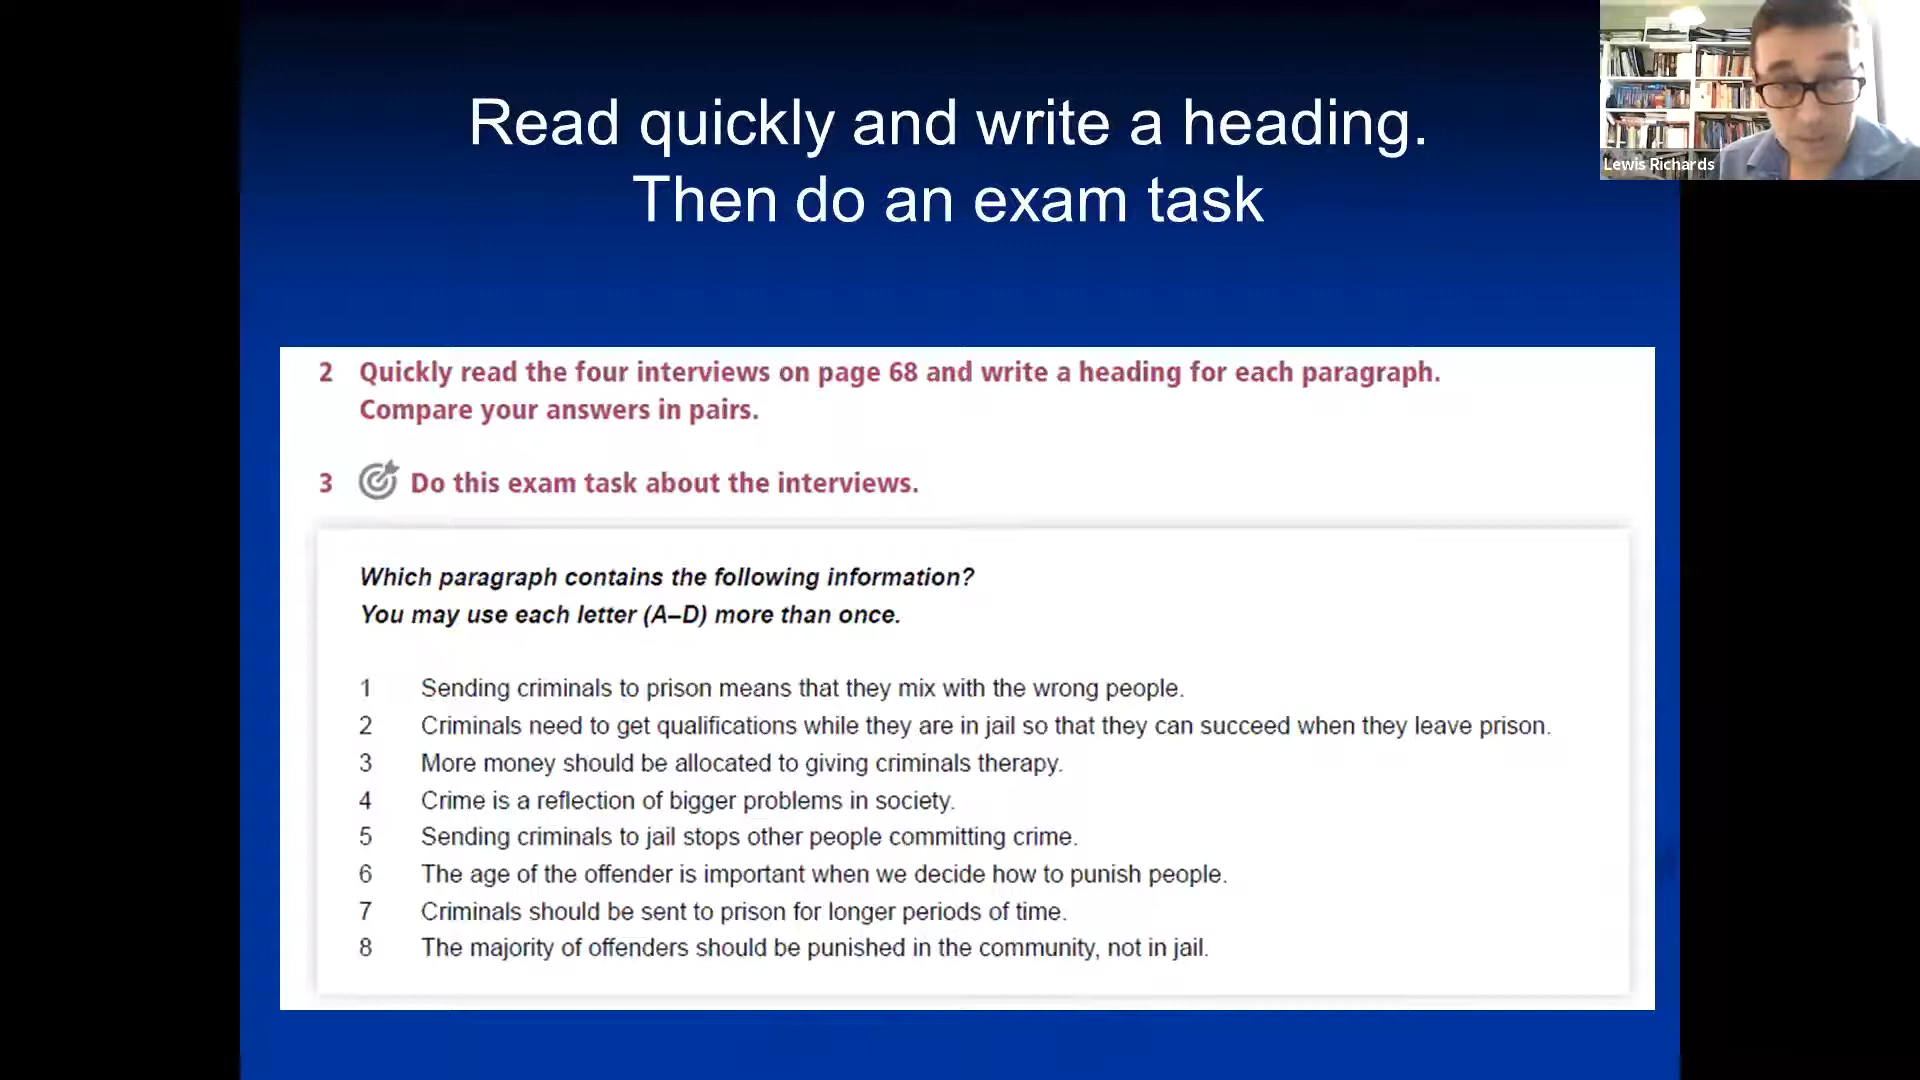 Read quickly and write a heading.
Then do an exam task
Lewis Richards
2 Quickly read the four interviews on page 68 and write a heading for each paragraph.
Compare your answers in pairs.
3 Do this exam task about the interviews.
Which paragraph contains the following information?
You may use each letter (A–D) more than once.
1 Sending criminals to prison means that they mix with the wrong people.
2 Criminals need to get qualifications while they are in jail so that they can succeed when they leave prison.
3 More money should be allocated to giving criminals therapy.
4 Crime is a reflection of bigger problems in society.
5 Sending criminals to jail stops other people committing crime.
6 The age of the offender is important when we decide how to punish people.
7 Criminals should be sent to prison for longer periods of time.
8 The majority of offenders should be punished in the community, not in jail.